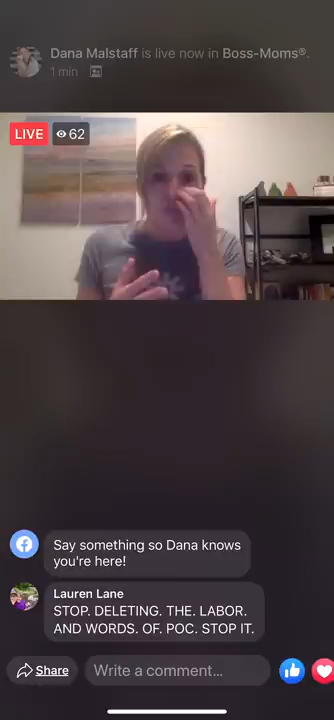 Dana Malstaff is live now in Boss-Moms®.
1 min
LIVE
62
Say something so Dana knows
you're here!
Lauren Lane
STOP. DELETING. THE. LABOR.
AND WORDS. OF. POC. STOP IT.
Share
Write a comment…